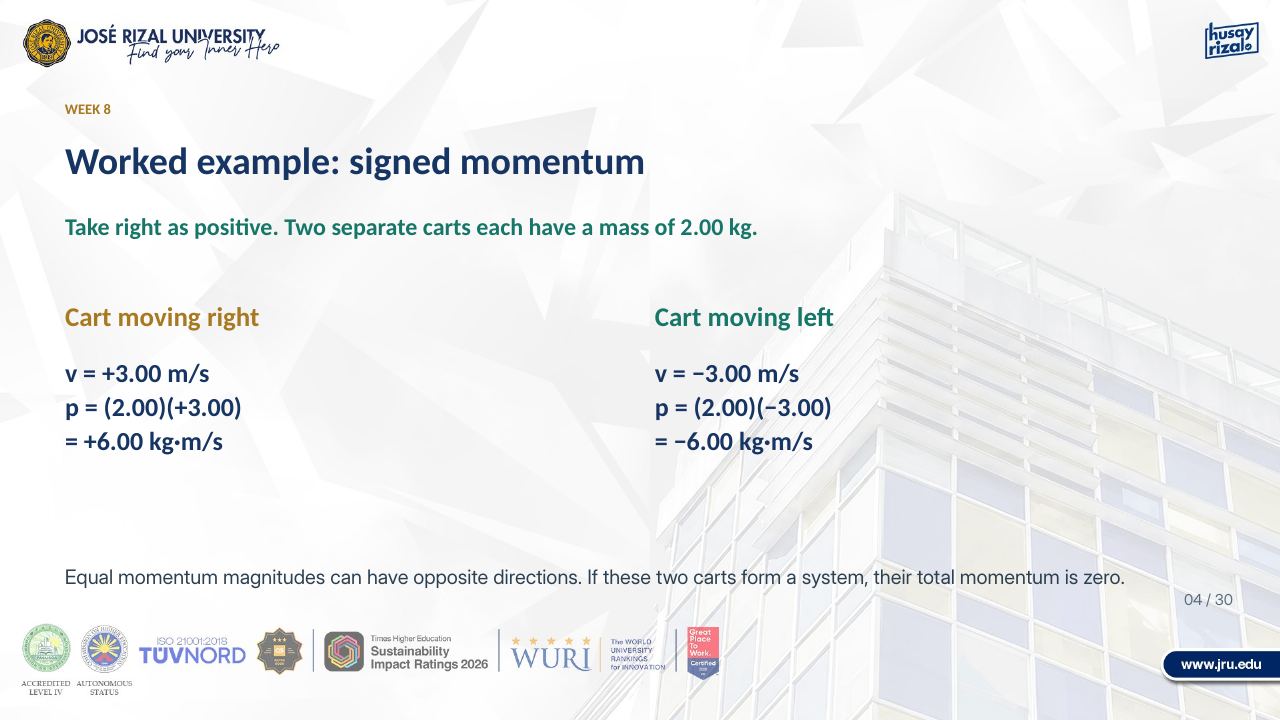 JOSÉ RIZAL UNIVERSITY
Find your Inner Hero
husay
rizal
WEEK 8
Worked example: signed momentum
Take right as positive. Two separate carts each have a mass of 2.00 kg.
Cart moving right
v = +3.00 m/s
p = (2.00)(+3.00)
= +6.00 kg·m/s
Cart moving left
v = −3.00 m/s
p = (2.00)(−3.00)
= −6.00 kg·m/s
Equal momentum magnitudes can have opposite directions. If these two carts form a system, their total momentum is zero.
04 / 30
ACCREDITED
LEVEL IV
AUTONOMOUS
STATUS
ISO 21001:2018
TÜVNORD
Times Higher Education
Sustainability
Impact Ratings 2026
WURI
The WORLD
UNIVERSITY
RANKINGS
for INNOVATION
Great
Place
To
Work.
Certified
www.jru.edu